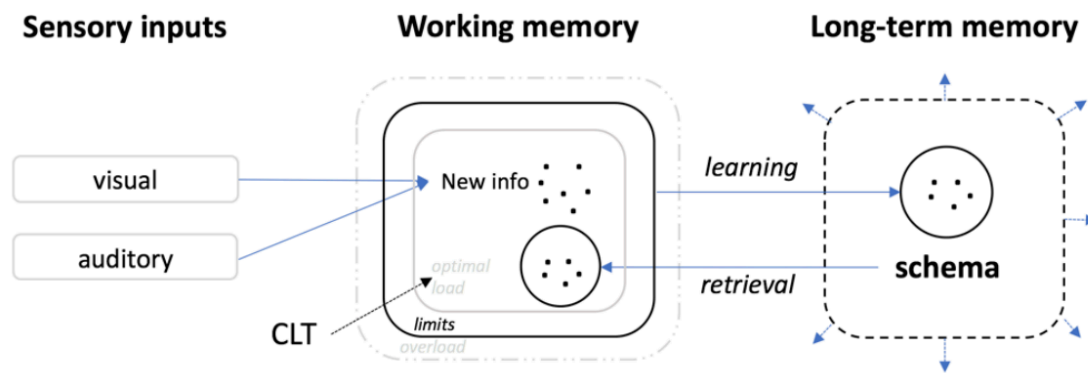 Sensory inputs
Working memory
Long-term memory
visual
auditory
New info
optimal
load
limits
overload
CLT
learning
retrieval
schema